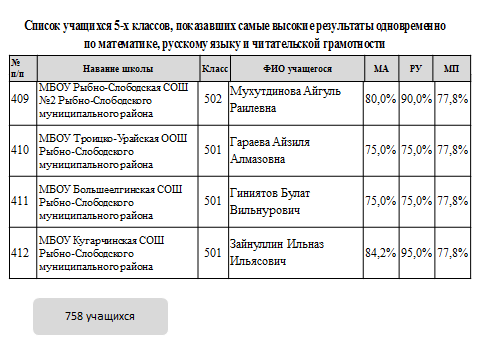 Список учащихся 5-х классов, показавших самые высокие результаты одновременно
по математике, русскому языку и читательской грамотности
№ п/п Навание школы Класс ФИО учащегося МА РУ МП
409 МБОУ Рыбно-Слободская СОШ №2 Рыбно-Слободского муниципального района 502 Мухутдинова Айгуль Раилевна 80,0% 90,0% 77,8%
410 МБОУ Троицко-Урайская ООШ Рыбно-Слободского муниципального района 501 Гараева Айзиля Алмазовна 75,0% 75,0% 77,8%
411 МБОУ Большеелгинская СОШ Рыбно-Слободского муниципального района 501 Гиниятов Булат Вильнурович 75,0% 75,0% 77,8%
412 МБОУ Кугарчинская СОШ Рыбно-Слободского муниципального района 501 Зайнуллин Ильназ Ильясович 84,2% 95,0% 77,8%
758 учащихся